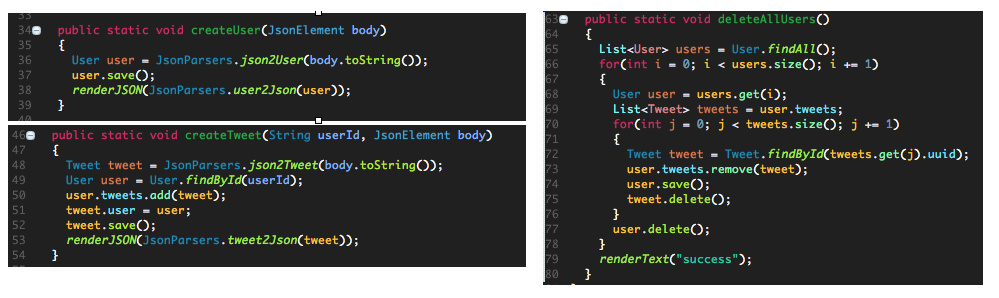 33
34 public static void createUser(JsonElement body)
35 {
36 User user = JsonParsers.json2User(body.toString());
37 user.save();
38 renderJSON(JsonParsers.user2Json(user));
39 }
40
46 public static void createTweet(String userId, JsonElement body)
47 {
48 Tweet tweet = JsonParsers.json2Tweet(body.toString());
49 User user = User.findById(userId);
50 user.tweets.add(tweet);
51 tweet.user = user;
52 tweet.save();
53 renderJSON(JsonParsers.tweet2Json(tweet));
54 }
63 public static void deleteAllUsers()
64 {
65 List<User> users = User.findAll();
66 for(int i = 0; i < users.size(); i += 1)
67 {
68 User user = users.get(i);
69 List<Tweet> tweets = user.tweets;
70 for(int j = 0; j < tweets.size(); j += 1)
71 {
72 Tweet tweet = Tweet.findById(tweets.get(j).uuid);
73 user.tweets.remove(tweet);
74 user.save();
75 tweet.delete();
76 }
77 user.delete();
78 }
79 renderText("success");
80 }